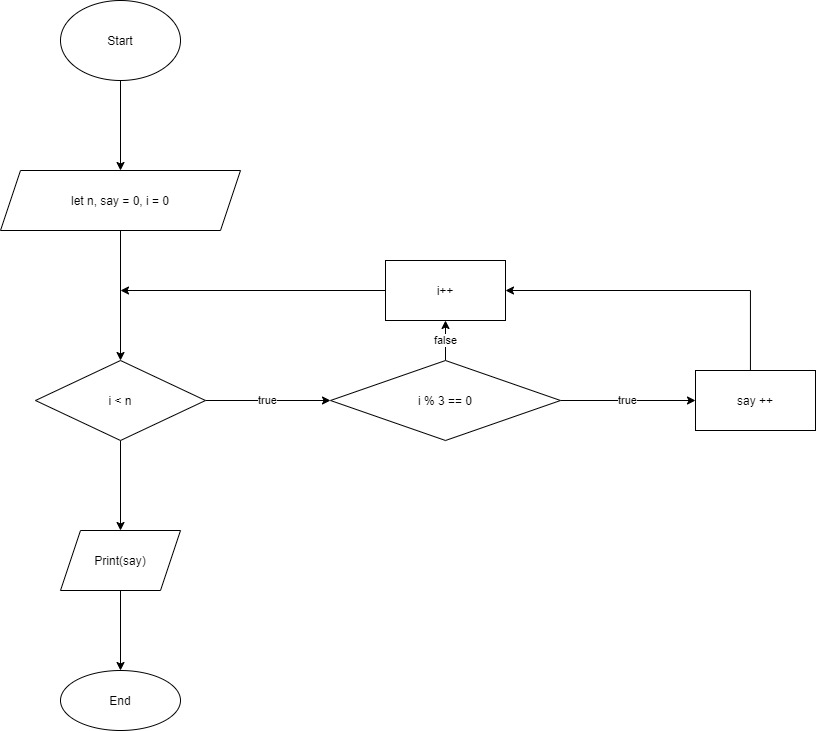 Start
let n, say = 0, i = 0
i++
false
i < n
true
i % 3 == 0
true
say ++
Print(say)
End